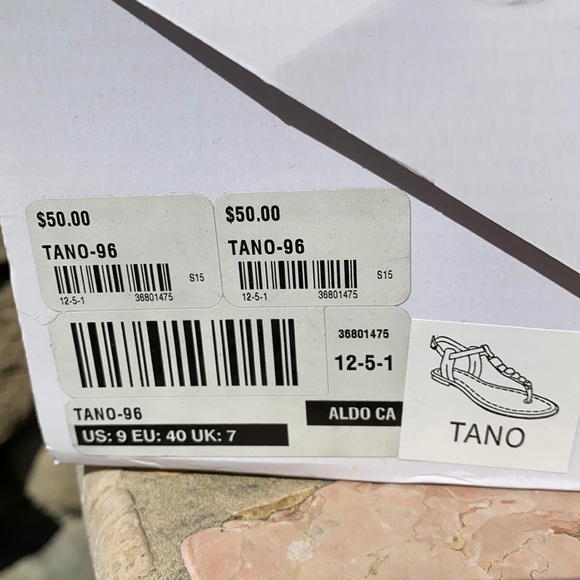 $50.00
TANO-96
S15
12-5-1 36801475
$50.00
TANO-96
S15
12-5-1 36801475
36801475
12-5-1
TANO-96
ALDO CA
US: 9 EU: 40 UK: 7
TANO